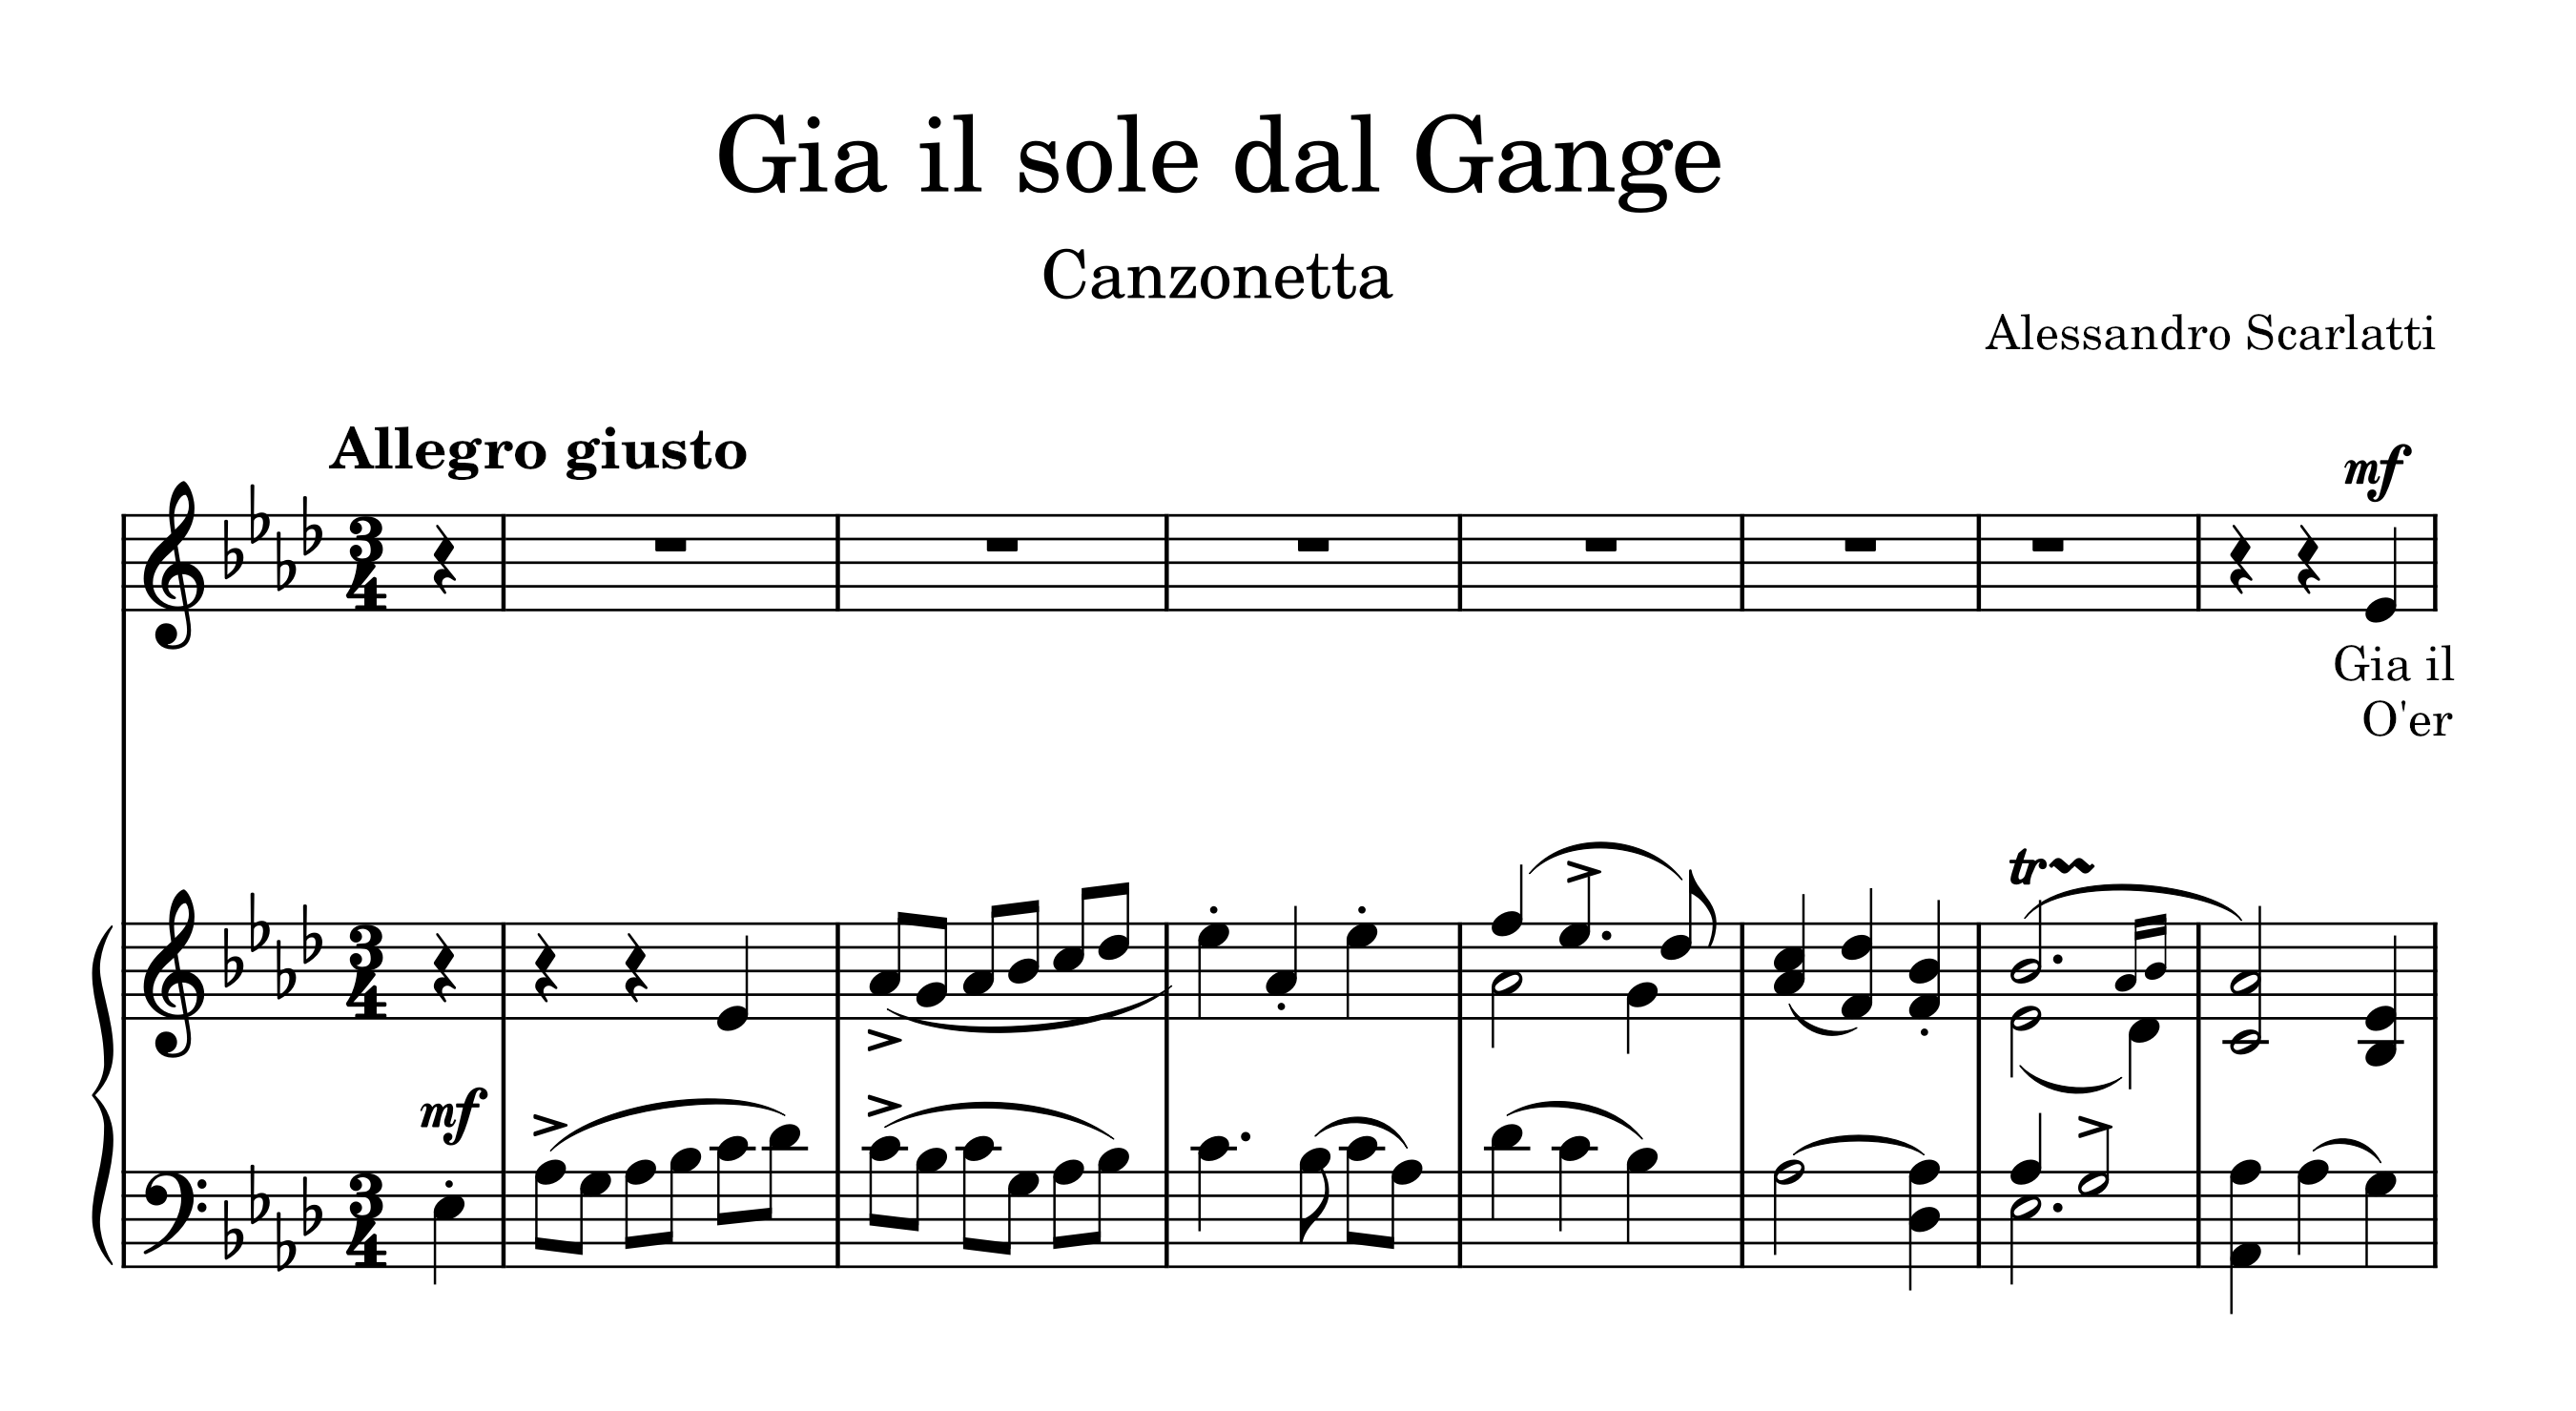 Gia il sole dal Gange
Canzonetta
Alessandro Scarlatti
Allegro giusto
mf
Gia il
O'er
tr
mf